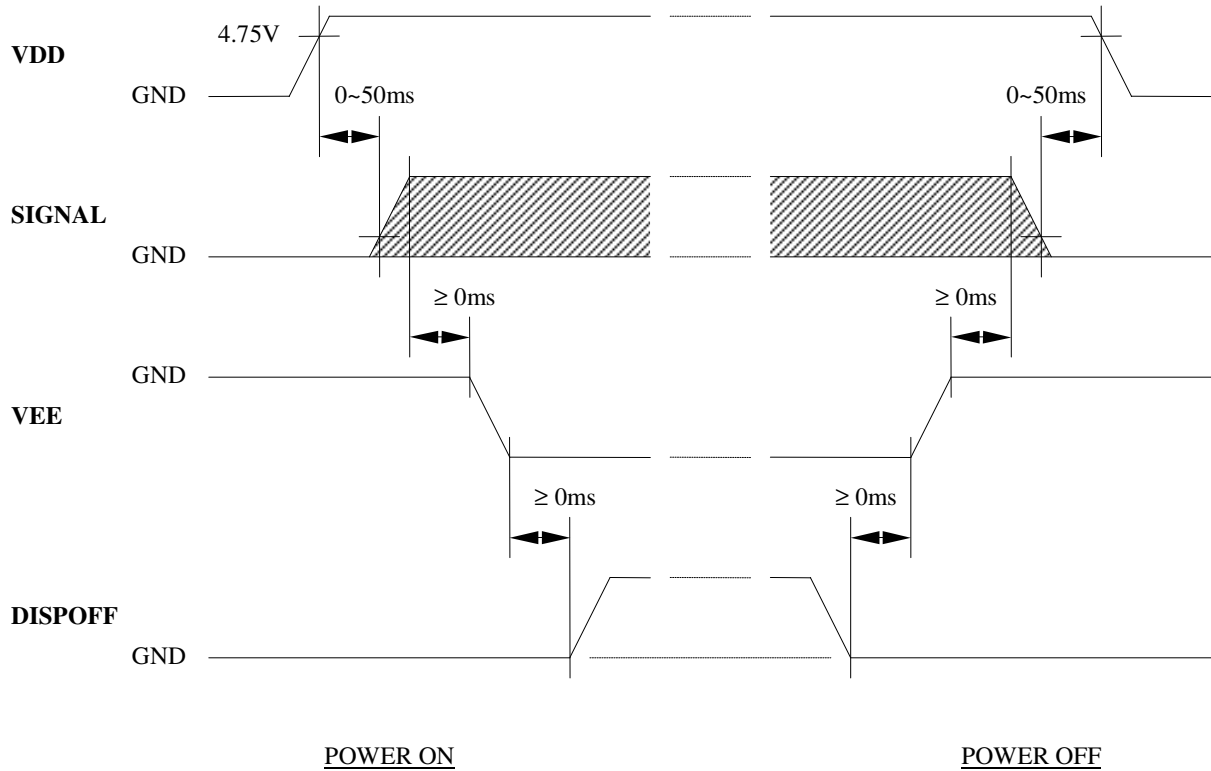 4.75V
VDD
GND
0~50ms
0~50ms
SIGNAL
GND
≥ 0ms
≥ 0ms
GND
VEE
≥ 0ms
≥ 0ms
DISPOFF
GND
POWER ON
POWER OFF